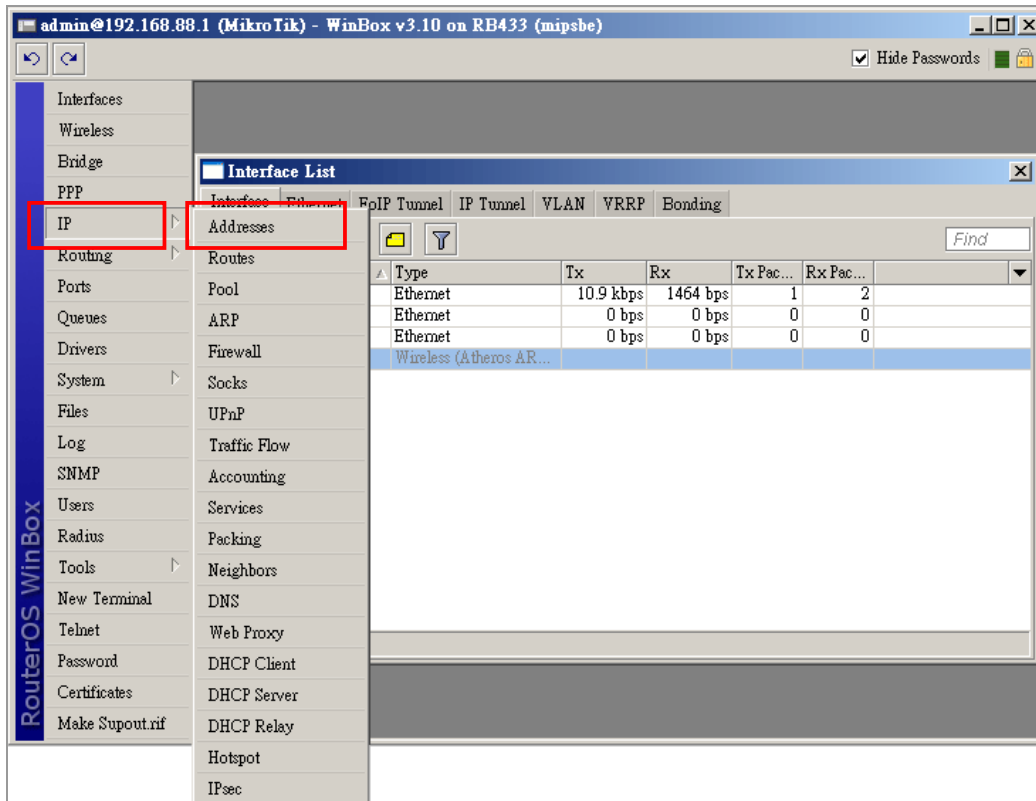 admin@192.168.88.1 (MikroTik) - WinBox v3.10 on RB433 (mipsbe)
Hide Passwords
RouterOS WinBox
Interfaces
Wireless
Bridge
PPP
IP
Routing
Ports
Queues
Drivers
System
Files
Log
SNMP
Users
Radius
Tools
New Terminal
Telnet
Password
Certificates
Make Supout.rif
Interface List
Interface Ethernet EoIP Tunnel IP Tunnel VLAN VRRP Bonding
Find
Type Tx Rx Tx Pac... Rx Pac...
Ethernet 10.9 kbps 1464 bps 1 2
Ethernet 0 bps 0 bps 0 0
Ethernet 0 bps 0 bps 0 0
Wireless (Atheros AR...
Addresses
Routes
Pool
ARP
Firewall
Socks
UPnP
Traffic Flow
Accounting
Services
Packing
Neighbors
DNS
Web Proxy
DHCP Client
DHCP Server
DHCP Relay
Hotspot
IPsec